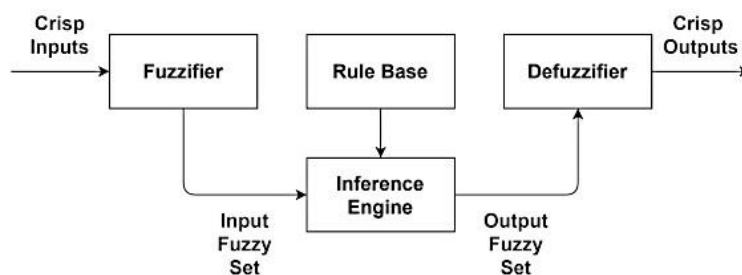 Crisp
Inputs
Fuzzifier
Rule Base
Defuzzifier
Crisp
Outputs
Inference
Engine
Input
Fuzzy
Set
Output
Fuzzy
Set